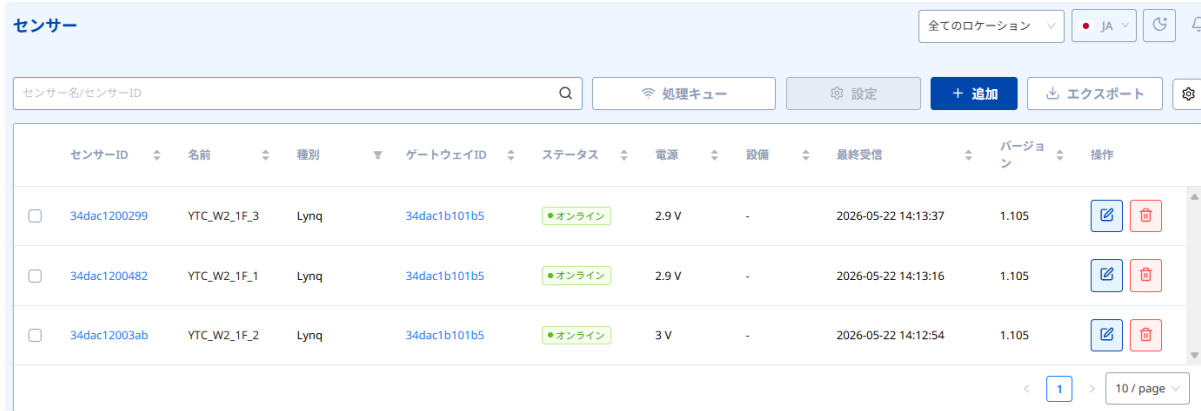 センサー
全てのロケーション
JA
センサー名/センサーID
処理キュー
設定
+ 追加
エクスポート
センサーID 名前 種別 ゲートウェイID ステータス 電源 設備 最終受信 バージョン 操作
34dac1200299 YTC_W2_1F_3 Lynq 34dac1b101b5 オンライン 2.9 V - 2026-05-22 14:13:37 1.105
34dac1200482 YTC_W2_1F_1 Lynq 34dac1b101b5 オンライン 2.9 V - 2026-05-22 14:13:16 1.105
34dac12003ab YTC_W2_1F_2 Lynq 34dac1b101b5 オンライン 3 V - 2026-05-22 14:12:54 1.105
< 1 > 10 / page